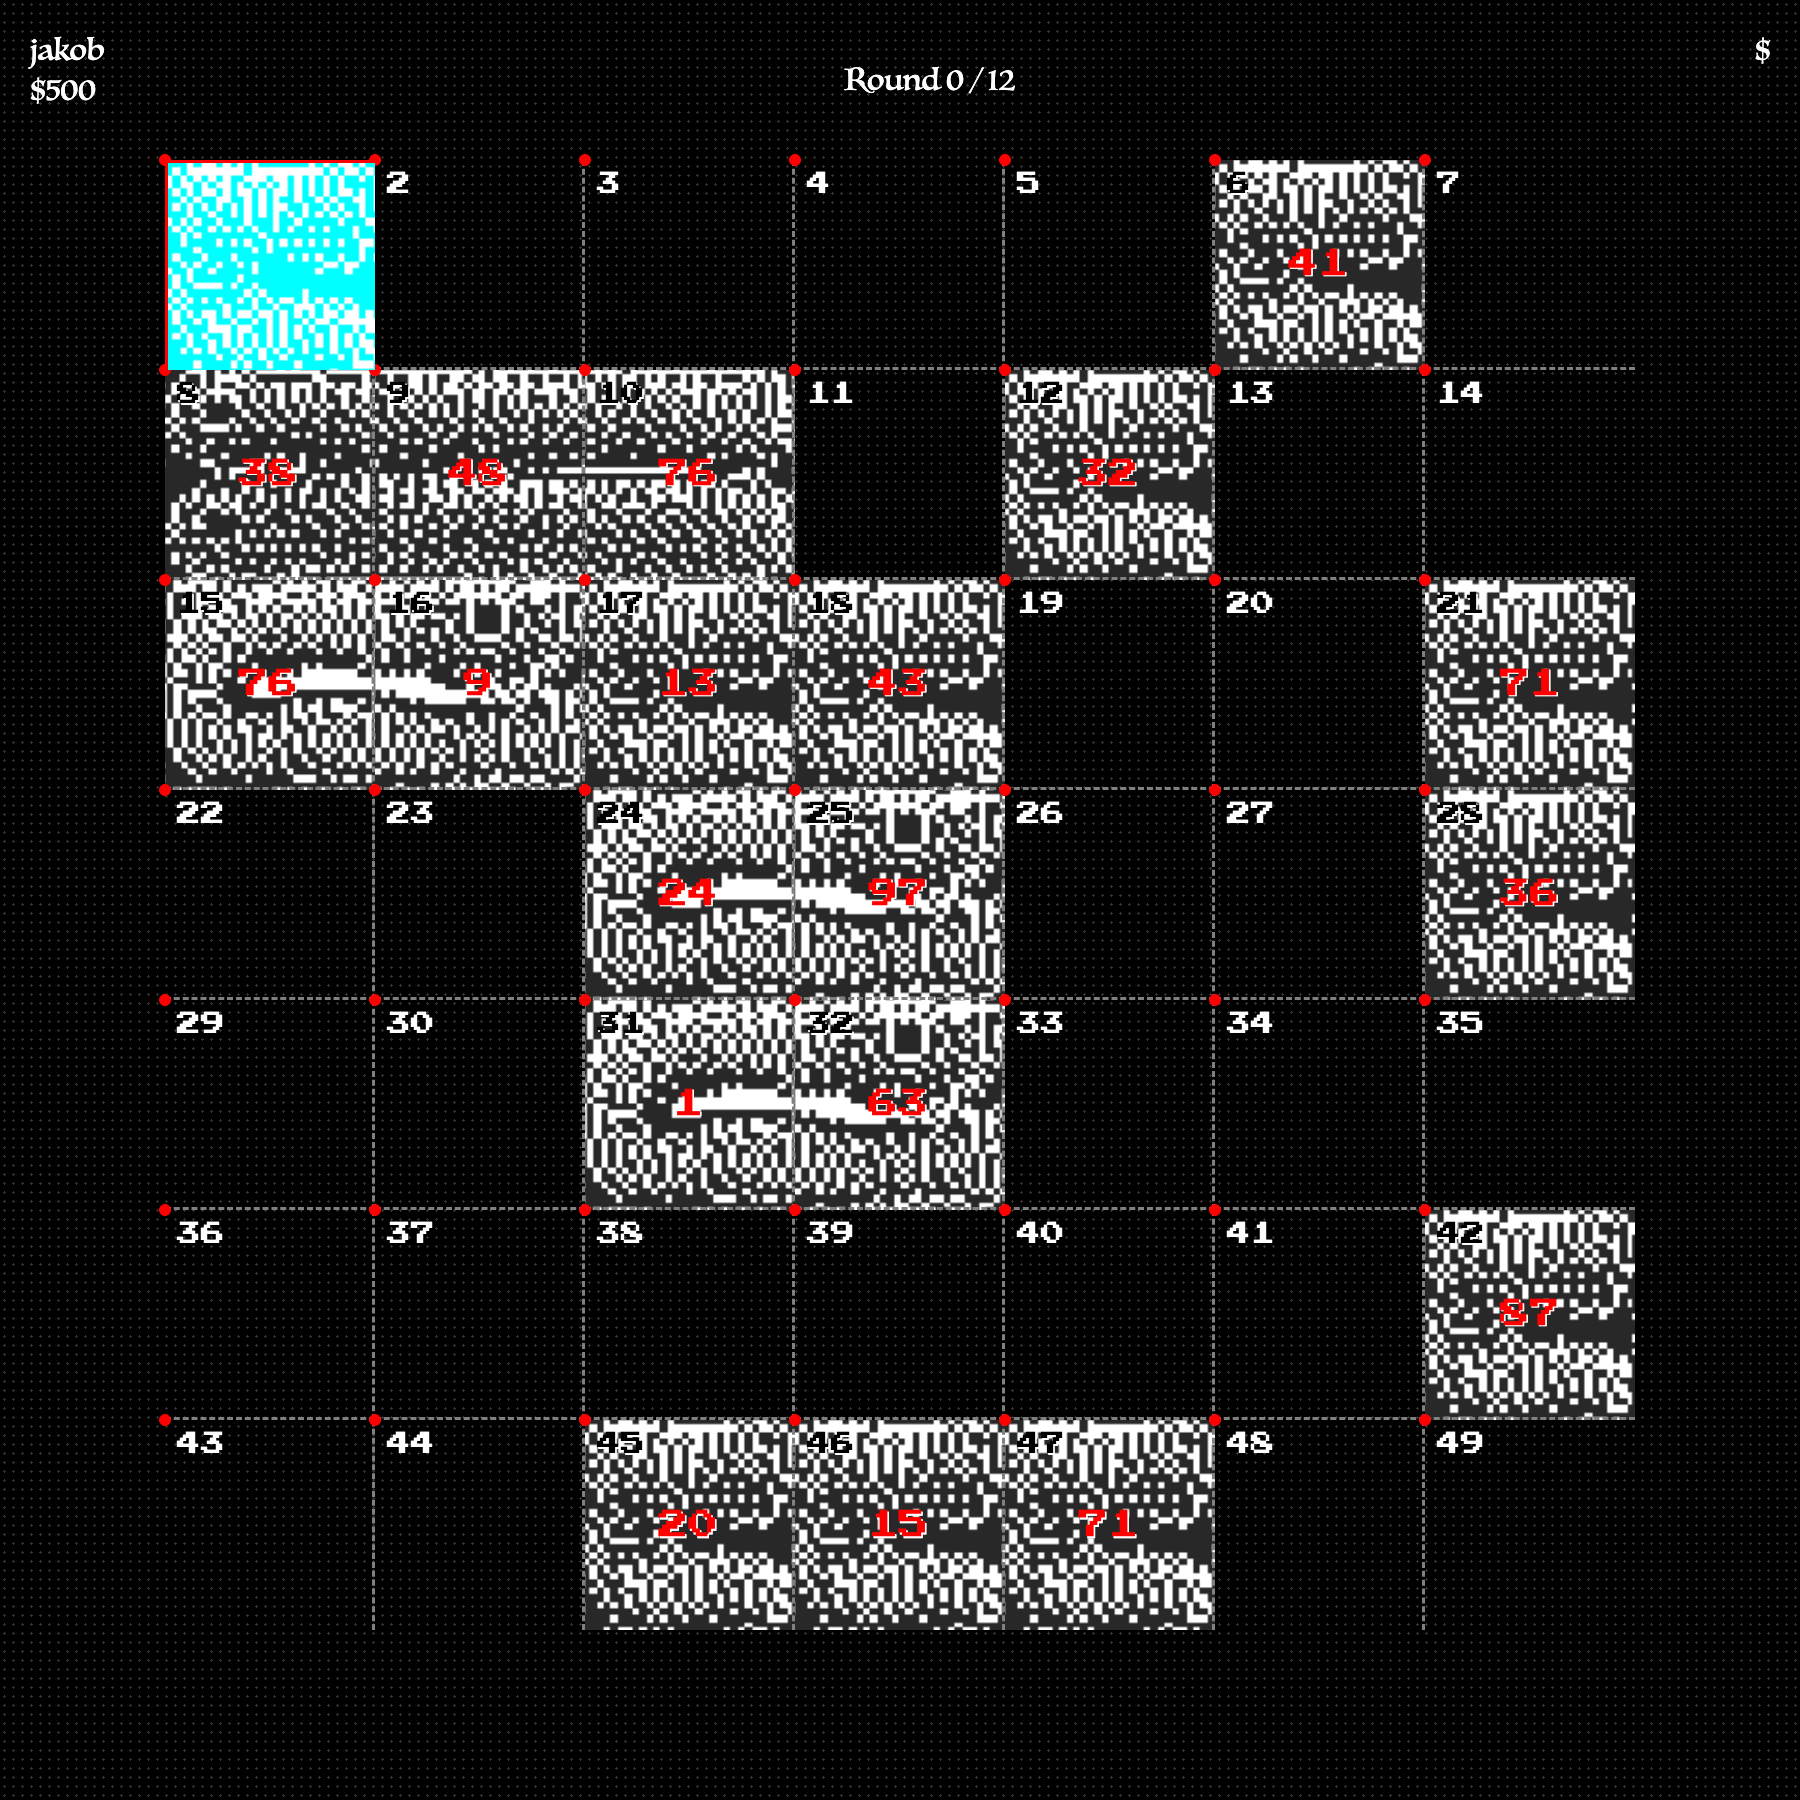 jakob $
$500 Round 0 / 12
2 3 4 5 6 7
41
8 9 10 11 12 13 14
38 48 76 32
15 16 17 18 19 20 21
76 9 13 43 71
22 23 24 25 26 27 28
24 97 36
29 30 31 32 33 34 35
1 63
36 37 38 39 40 41 42
87
43 44 45 46 47 48 49
20 15 71